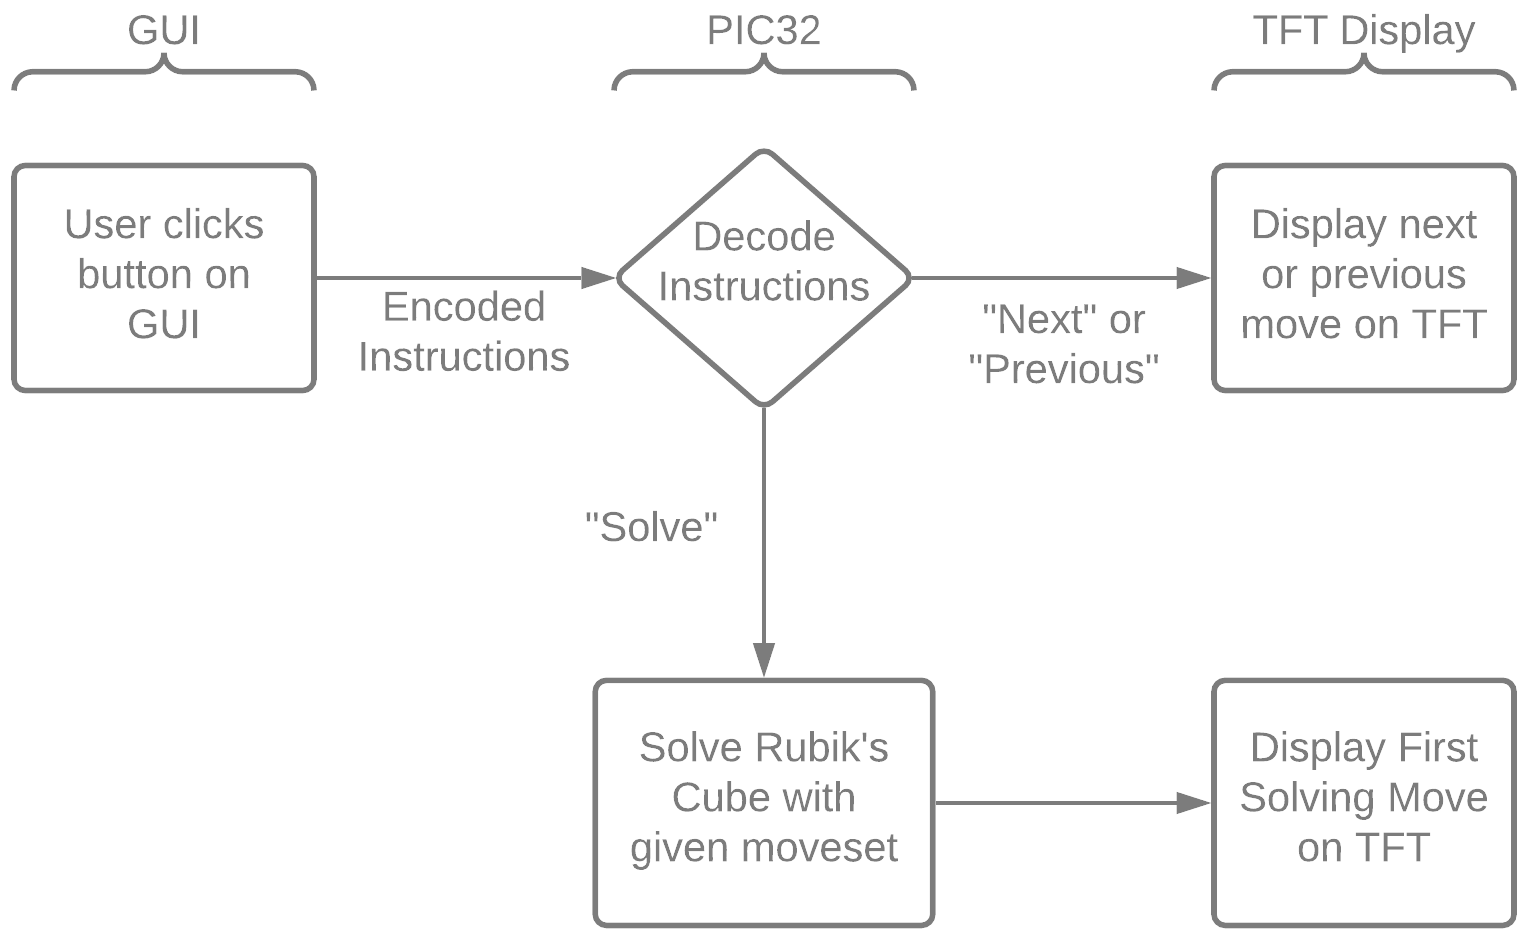 GUI
PIC32
TFT Display
User clicks
button on
GUI
Encoded
Instructions
Decode
Instructions
"Next" or
"Previous"
Display next
or previous
move on TFT
"Solve"
Solve Rubik's
Cube with
given moveset
Display First
Solving Move
on TFT